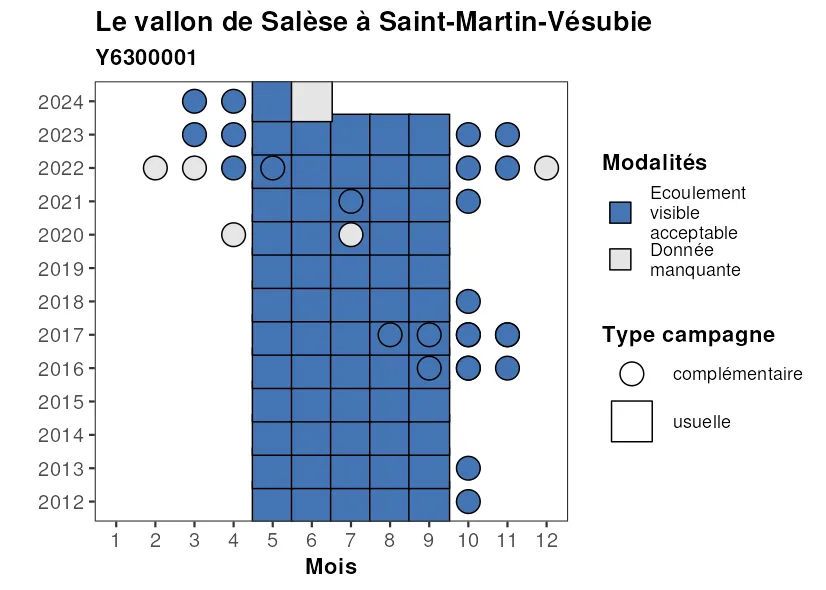 Le vallon de Salèse à Saint-Martin-Vésubie
Y6300001
2024
2023
2022
2021
2020
2019
2018
2017
2016
2015
2014
2013
2012
1 2 3 4 5 6 7 8 9 10 11 12
Mois
Modalités
Ecoulement
visible
acceptable
Donnée
manquante
Type campagne
complémentaire
usuelle